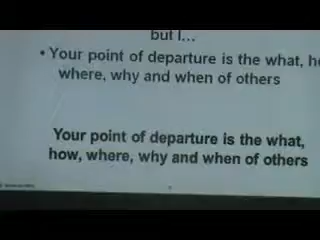 but I...
• Your point of departure is the what, h
where, why and when of others
Your point of departure is the what,
how, where, why and when of others